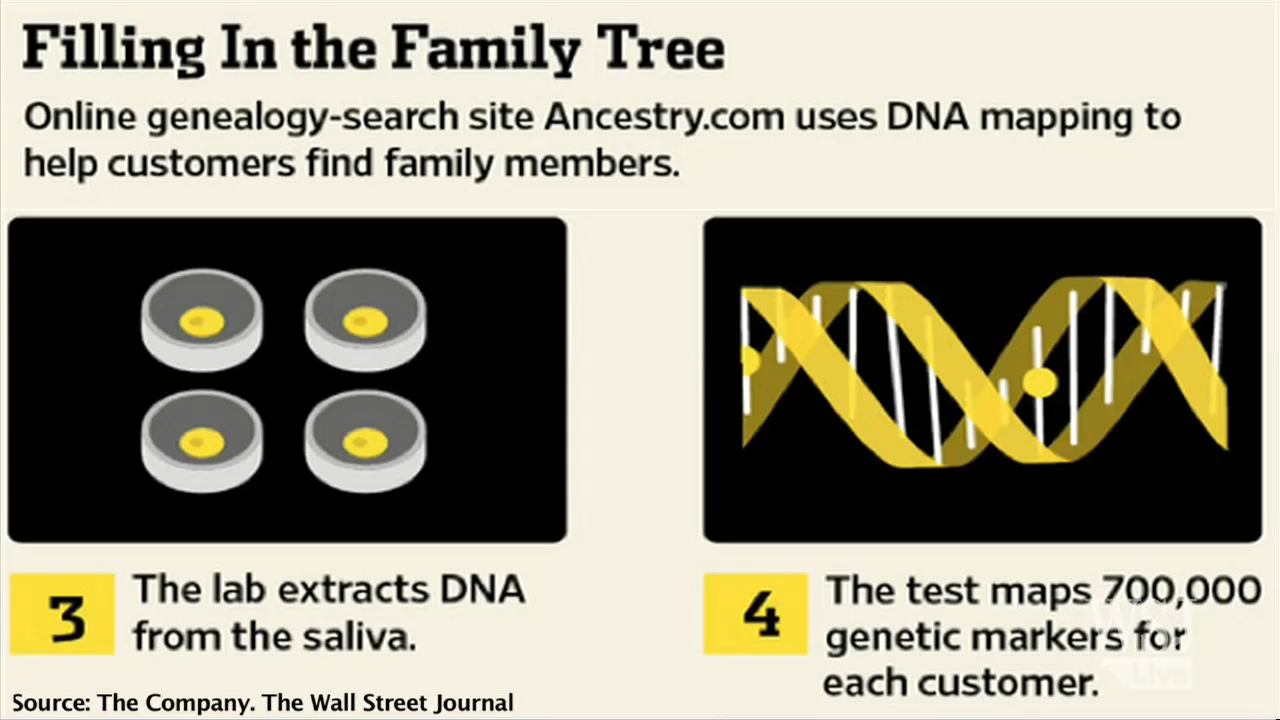 Filling In the Family Tree
Online genealogy-search site Ancestry.com uses DNA mapping to
help customers find family members.
3
The lab extracts DNA
from the saliva.
4
The test maps 700,000
genetic markers for
each customer.
Live
Source: The Company. The Wall Street Journal